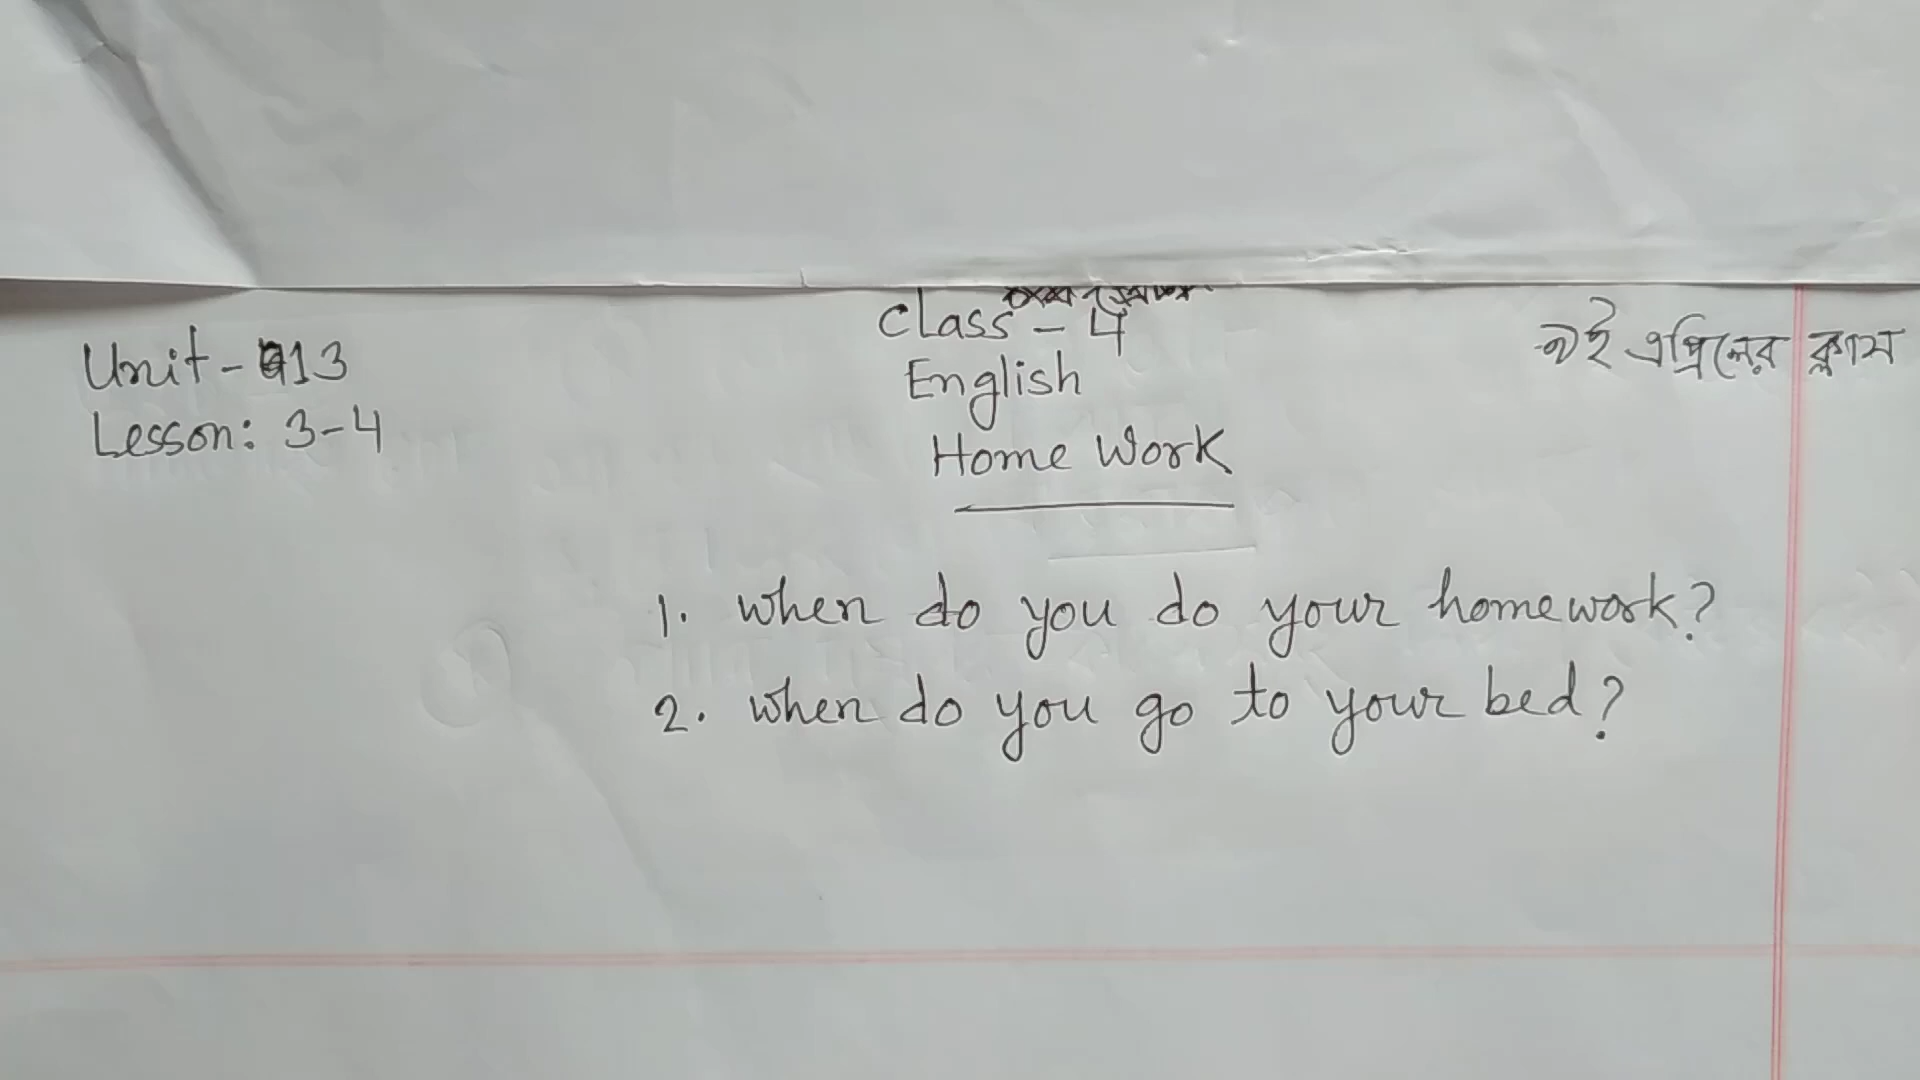 Class - 4
Unit - 13
English
৯ই এপ্রিলের ক্লাস
Lesson: 3-4
Home Work
1. when do you do your homework?
2. when do you go to your bed?